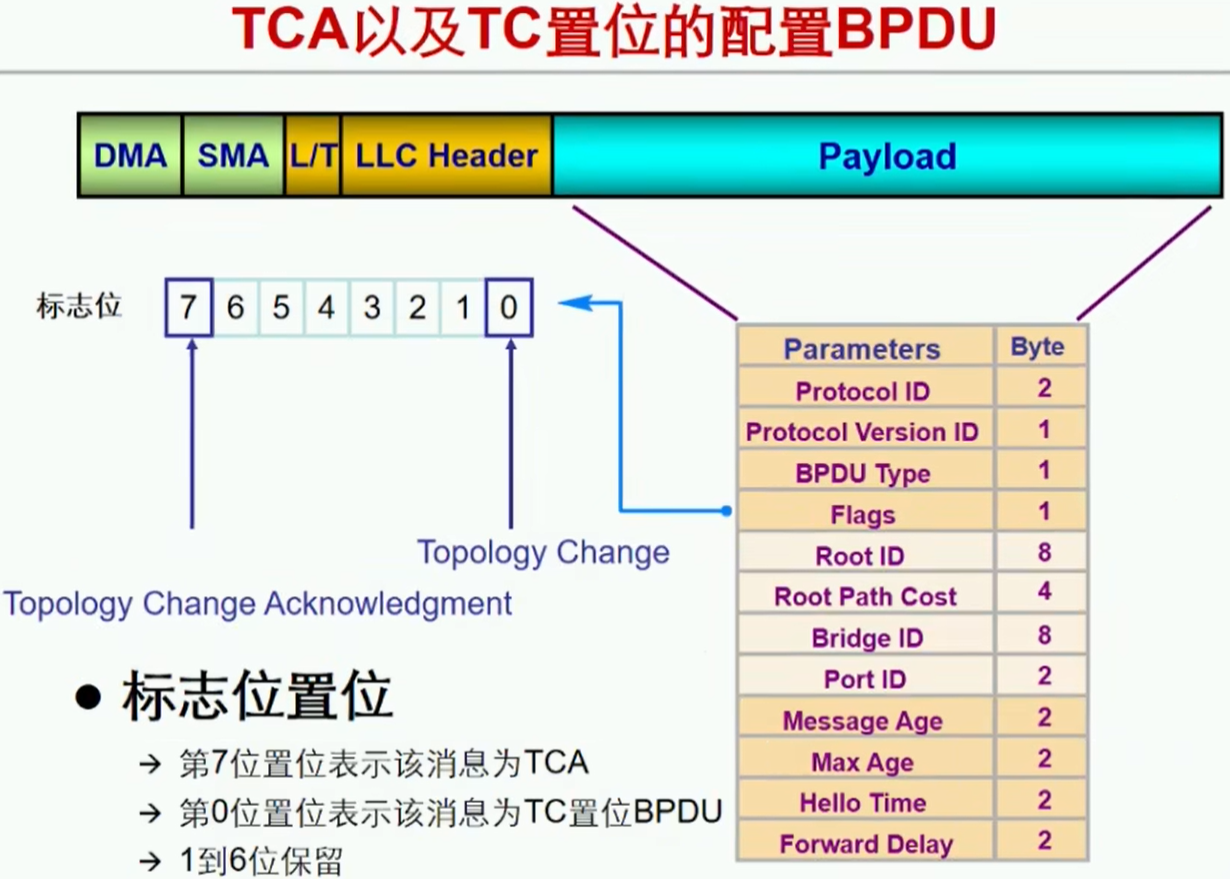 TCA以及TC置位的配置BPDU
DMA SMA L/T LLC Header Payload
标志位 7 6 5 4 3 2 1 0
Topology Change
Topology Change Acknowledgment
Parameters Byte
Protocol ID 2
Protocol Version ID 1
BPDU Type 1
Flags 1
Root ID 8
Root Path Cost 4
Bridge ID 8
Port ID 2
Message Age 2
Max Age 2
Hello Time 2
Forward Delay 2
● 标志位置位
→ 第7位置位表示该消息为TCA
→ 第0位置位表示该消息为TC置位BPDU
→ 1到6位保留